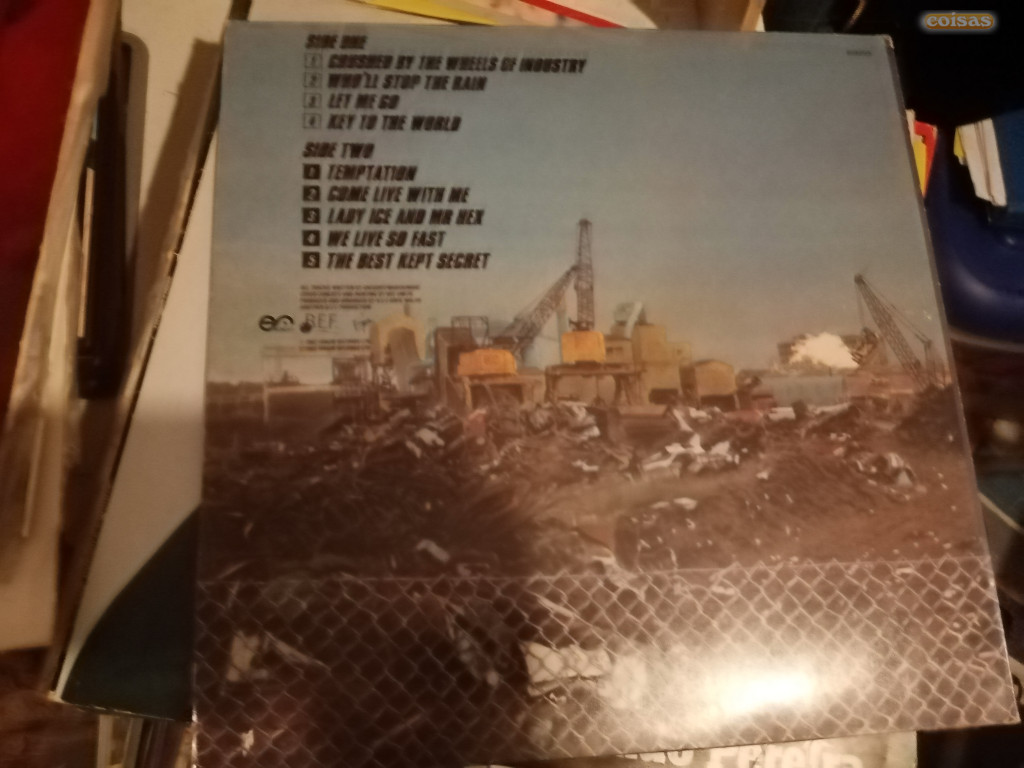 coisas
SIDE ONE
1 CRUSHED BY THE WHEELS OF INDUSTRY
2 WHO'LL STOP THE RAIN
3 LET ME GO
4 KEY TO THE WORLD
SIDE TWO
1 TEMPTATION
2 COME LIVE WITH ME
3 LADY ICE AND MR HEX
4 WE LIVE SO FAST
5 THE BEST KEPT SECRET
B.E.F.